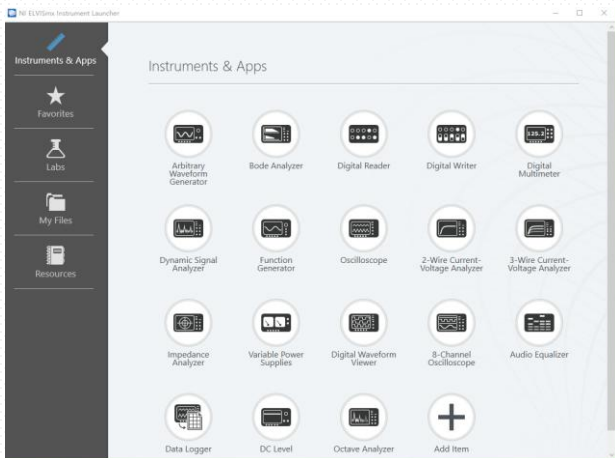 NI ELVISmx Instrument Launcher
Instruments & Apps
Favorites
Labs
My Files
Resources
Instruments & Apps
Arbitrary
Waveform
Generator
Bode Analyzer
Digital Reader
Digital Writer
135.2
Digital
Multimeter
Dynamic Signal
Analyzer
Function
Generator
Oscilloscope
2-Wire Current-
Voltage Analyzer
3-Wire Current-
Voltage Analyzer
Impedance
Analyzer
Variable Power
Supplies
Digital Waveform
Viewer
8-Channel
Oscilloscope
Audio Equalizer
Data Logger
DC Level
Octave Analyzer
Add Item